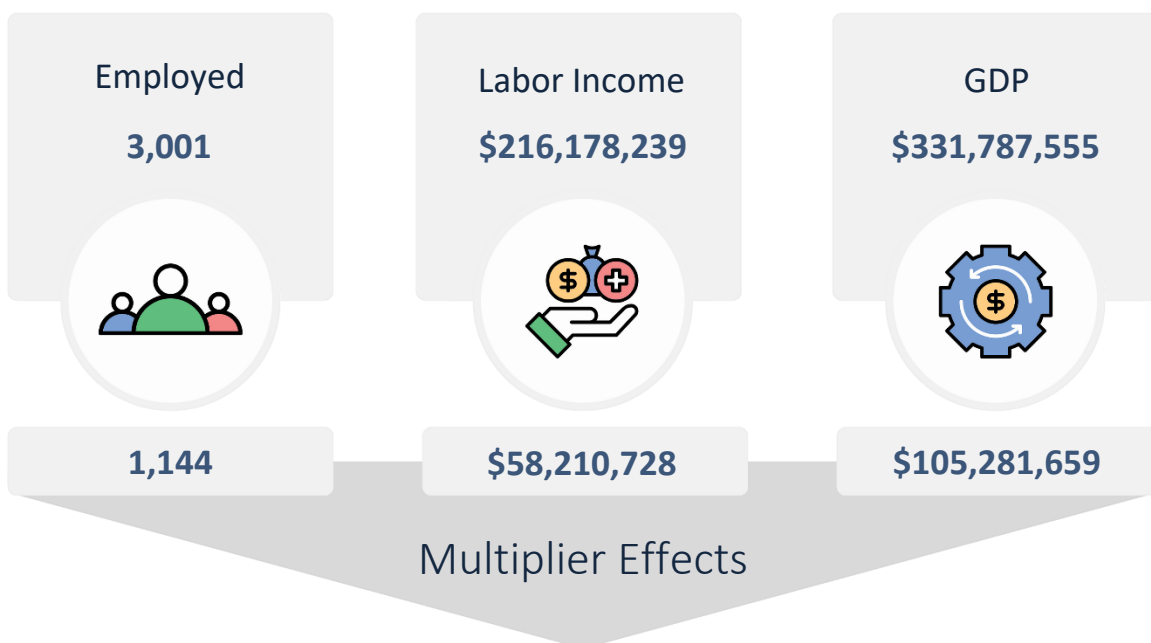 Employed
3,001
Labor Income
$216,178,239
GDP
$331,787,555
$
$
1,144
$58,210,728
$105,281,659
Multiplier Effects